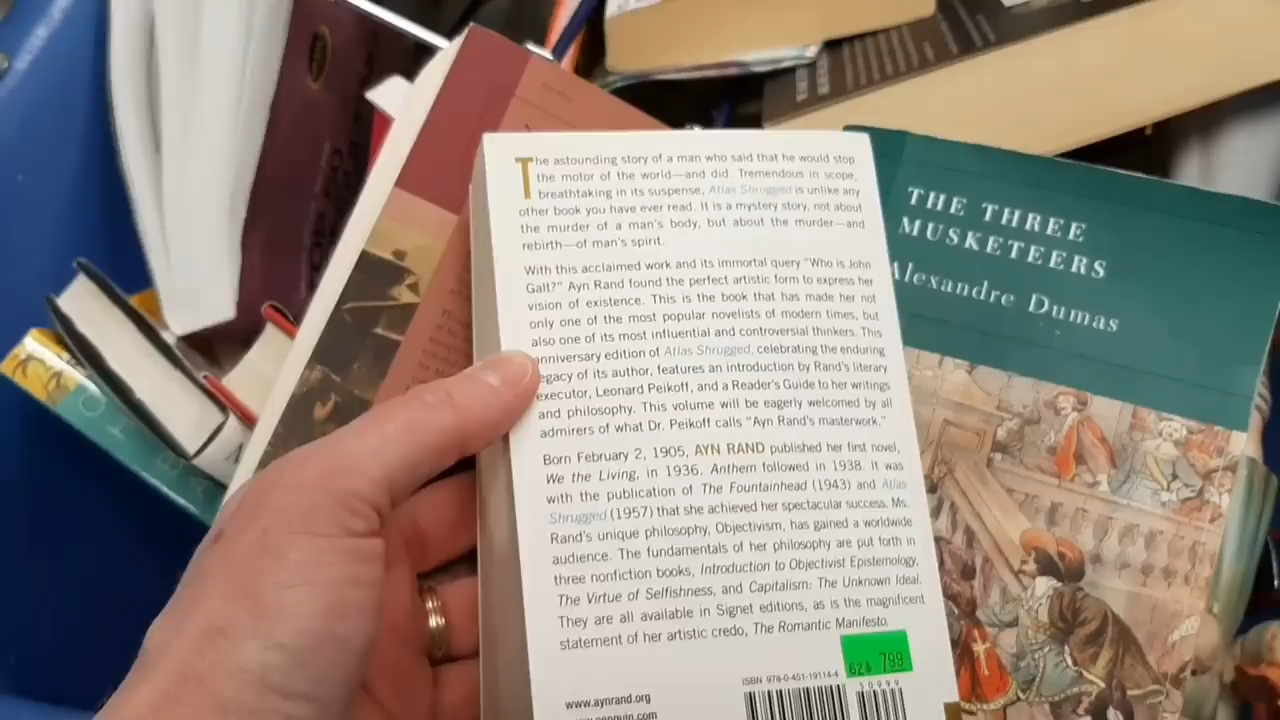 The astounding story of a man who said that he would stop
the motor of the world—and did. Tremendous in scope,
breathtaking in its suspense, Atlas Shrugged is unlike any
other book you have ever read. It is a mystery story, not about
the murder of a man's body, but about the murder—and
rebirth—of man's spirit.
With this acclaimed work and its immortal query "Who is John
Galt?" Ayn Rand found the perfect artistic form to express her
vision of existence. This is the book that has made her not
only one of the most popular novelists of modern times, but
also one of its most influential and controversial thinkers. This
anniversary edition of Atlas Shrugged, celebrating the enduring
legacy of its author, features an introduction by Rand's literary
executor, Leonard Peikoff, and a Reader's Guide to her writings
and philosophy. This volume will be eagerly welcomed by all
admirers of what Dr. Peikoff calls "Ayn Rand's masterwork."
Born February 2, 1905, AYN RAND published her first novel,
We the Living, in 1936. Anthem followed in 1938. It was
with the publication of The Fountainhead (1943) and Atlas
Shrugged (1957) that she achieved her spectacular success. Ms.
Rand's unique philosophy, Objectivism, has gained a worldwide
audience. The fundamentals of her philosophy are put forth in
three nonfiction books, Introduction to Objectivist Epistemology,
The Virtue of Selfishness, and Capitalism: The Unknown Ideal.
They are all available in Signet editions, as is the magnificent
statement of her artistic credo, The Romantic Manifesto.
624 799
ISBN 978-0-451-19114-4
50999
www.aynrand.org
www.penguin.com
THE THREE
MUSKETEERS
Alexandre Dumas